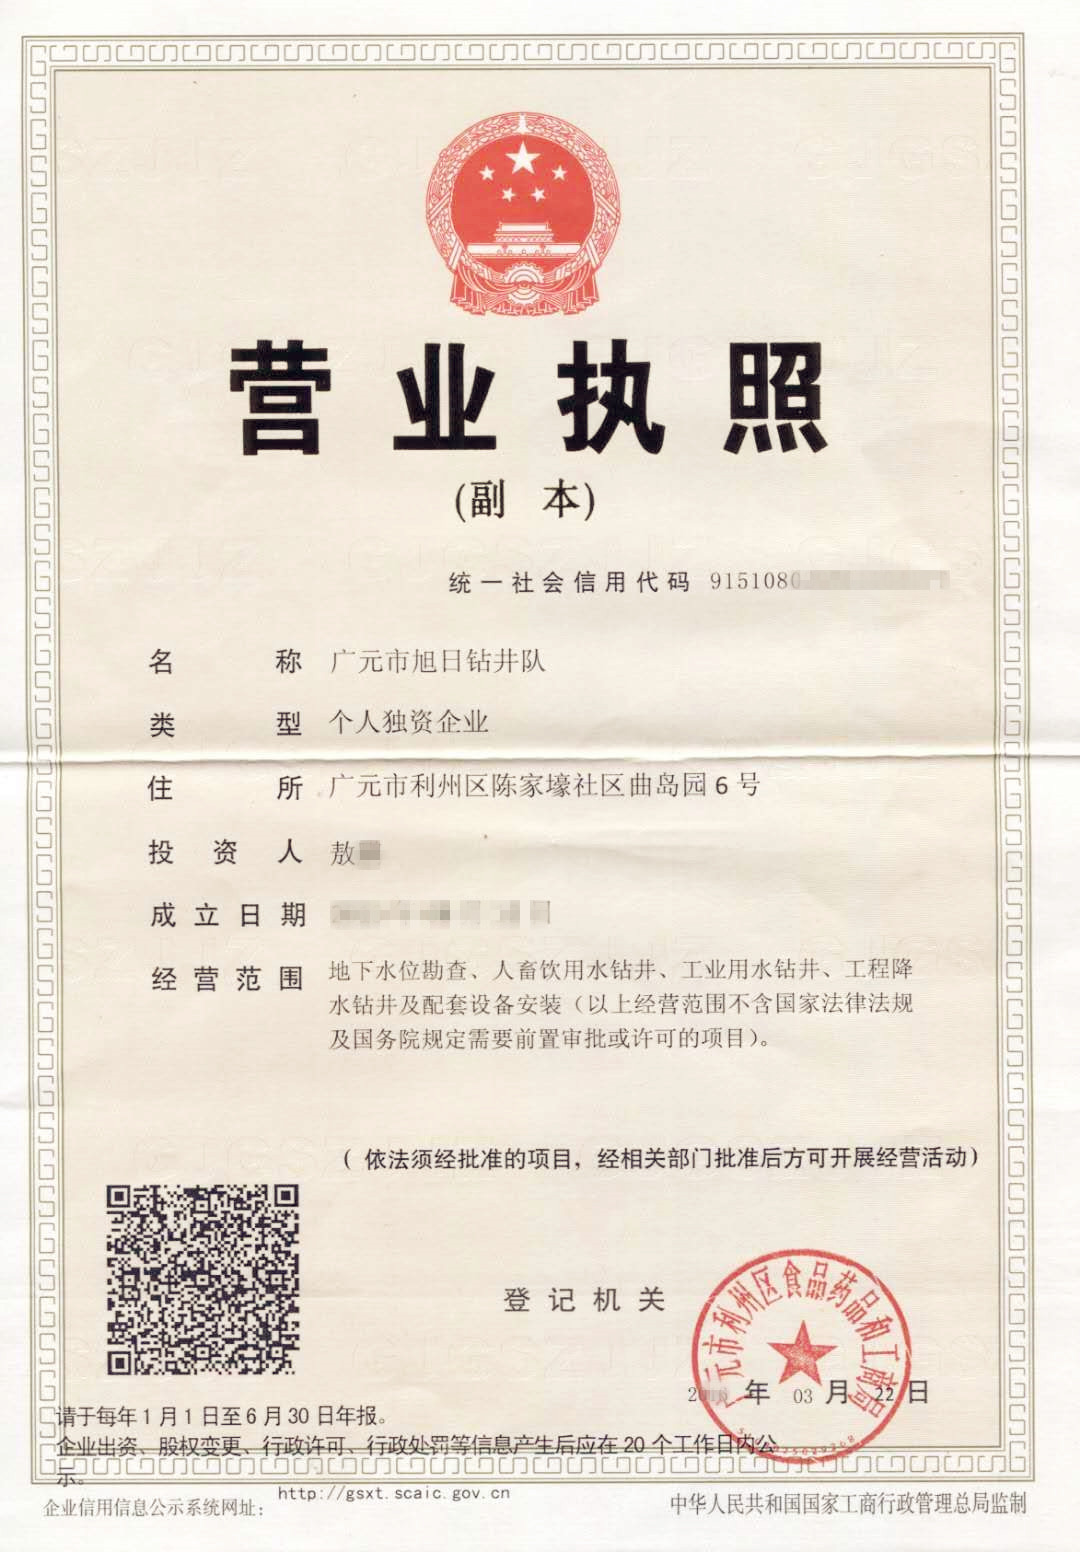 营业执照
(副 本)
统一社会信用代码 9151080
名 称 广元市旭日钻井队
类 型 个人独资企业
住 所 广元市利州区陈家壕社区曲岛园6号
投 资 人 敖
成 立 日 期
经 营 范 围 地下水位勘查、人畜饮用水钻井、工业用水钻井、工程降
水钻井及配套设备安装（以上经营范围不含国家法律法规
及国务院规定需要前置审批或许可的项目）。
（依法须经批准的项目，经相关部门批准后方可开展经营活动）
登 记 机 关
元市利州区食品药品和工商
年 03 月 22 日
请于每年1月1日至6月30日年报。
企业出资、股权变更、行政许可、行政处罚等信息产生后应在20个工作日内公
示。
企业信用信息公示系统网址： http://gsxt.scaic.gov.cn
中华人民共和国国家工商行政管理总局监制